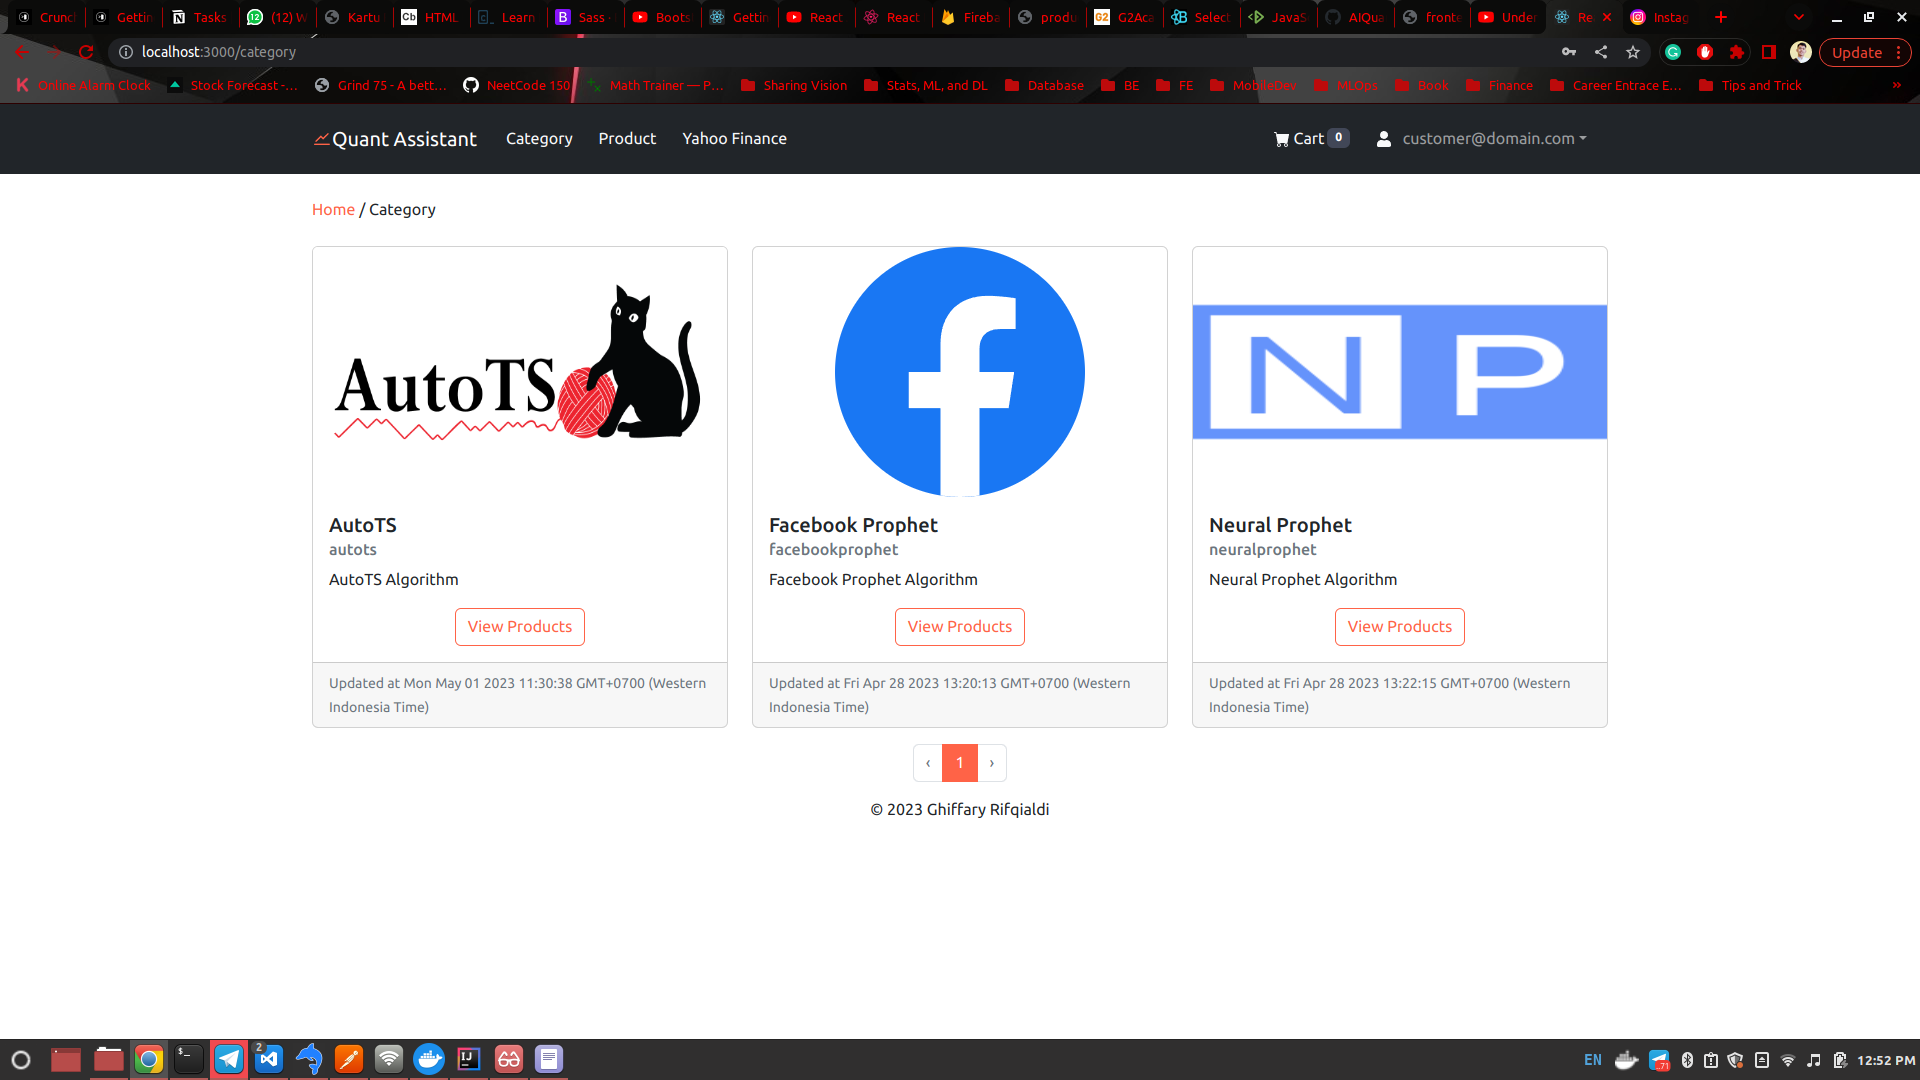 Crunch Gettin Tasks (12) W Kartu HTML Learn Sass Boots Gettin React React Fireba produ G2Aca Select JavaS AIQua fronte Under Re Instag
localhost:3000/category
Update
Online Alarm Clock Stock Forecast -... Grind 75 - A bett... NeetCode 150 Math Trainer — P... Sharing Vision Stats, ML, and DL Database BE FE MobileDev MLOps Book Finance Career Entrace E... Tips and Trick »
Quant Assistant Category Product Yahoo Finance Cart 0 customer@domain.com
Home / Category
AutoTS
N P
AutoTS
autots
AutoTS Algorithm
View Products
Updated at Mon May 01 2023 11:30:38 GMT+0700 (Western
Indonesia Time)
Facebook Prophet
facebookprophet
Facebook Prophet Algorithm
View Products
Updated at Fri Apr 28 2023 13:20:13 GMT+0700 (Western
Indonesia Time)
Neural Prophet
neuralprophet
Neural Prophet Algorithm
View Products
Updated at Fri Apr 28 2023 13:22:15 GMT+0700 (Western
Indonesia Time)
‹ 1 ›
© 2023 Ghiffary Rifqialdi
2 IJ EN 71 12:52 PM